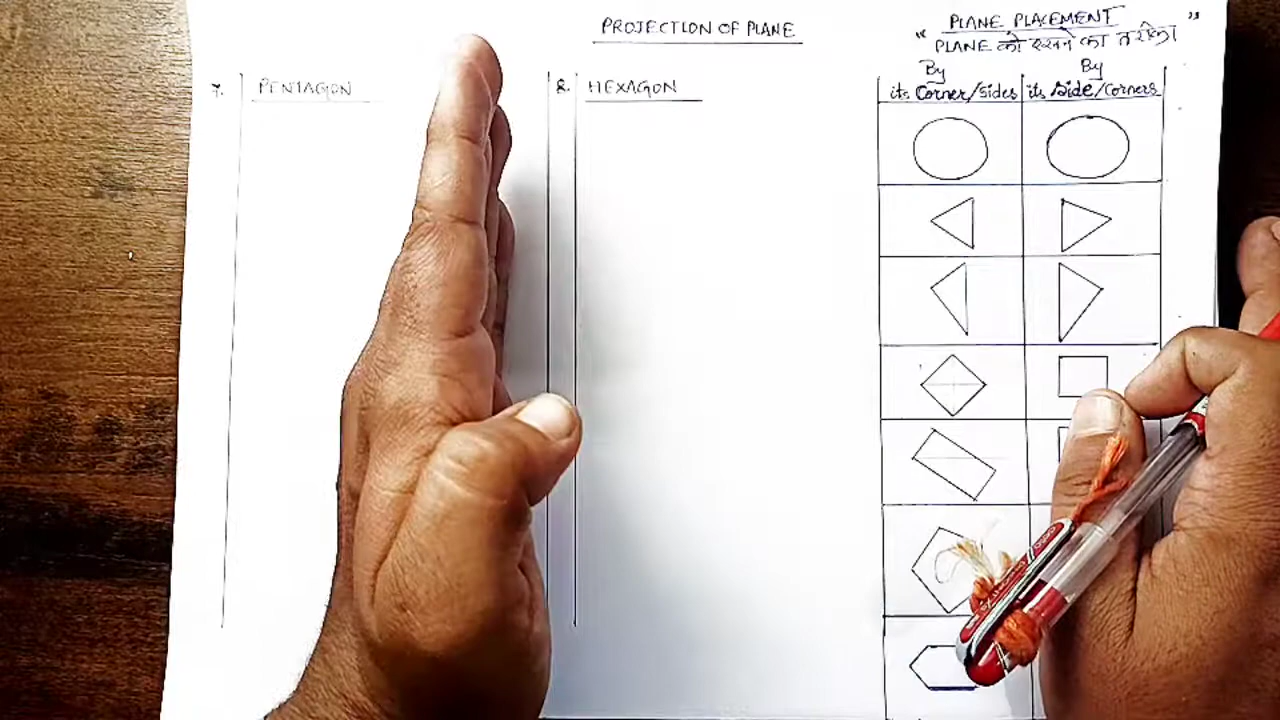 PROJECTION OF PLANE
7. PENTAGON
8. HEXAGON
PLANE PLACEMENT
"PLANE को रखने का तरीका"
By its Corner/sides
By its Side/corners